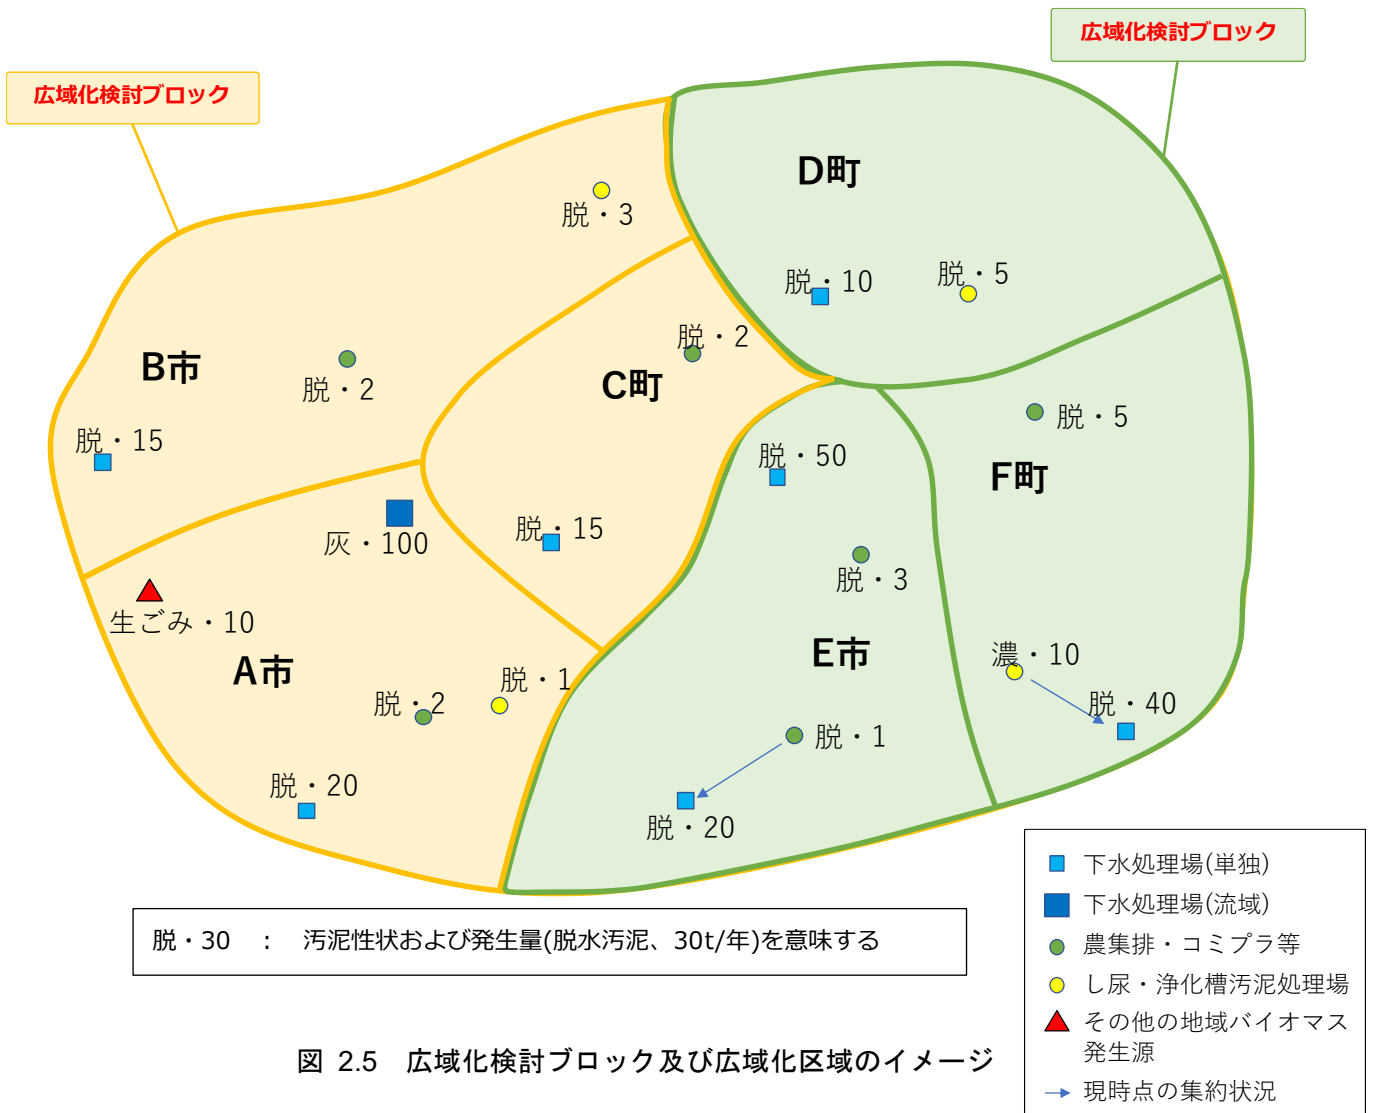 広域化検討ブロック
広域化検討ブロック
D町
脱・3
脱・10
脱・5
脱・2
B市
C町
脱・2
脱・5
脱・15
脱・50
F町
脱・15
灰・100
脱・3
生ごみ・10
A市
E市
濃・10
脱・1
脱・2
脱・40
脱・1
脱・20
脱・20
下水処理場(単独)
下水処理場(流域)
農集排・コミプラ等
し尿・浄化槽汚泥処理場
その他の地域バイオマス
発生源
現時点の集約状況
脱・30 : 汚泥性状および発生量(脱水汚泥、30t/年)を意味する
図 2.5 広域化検討ブロック及び広域化区域のイメージ